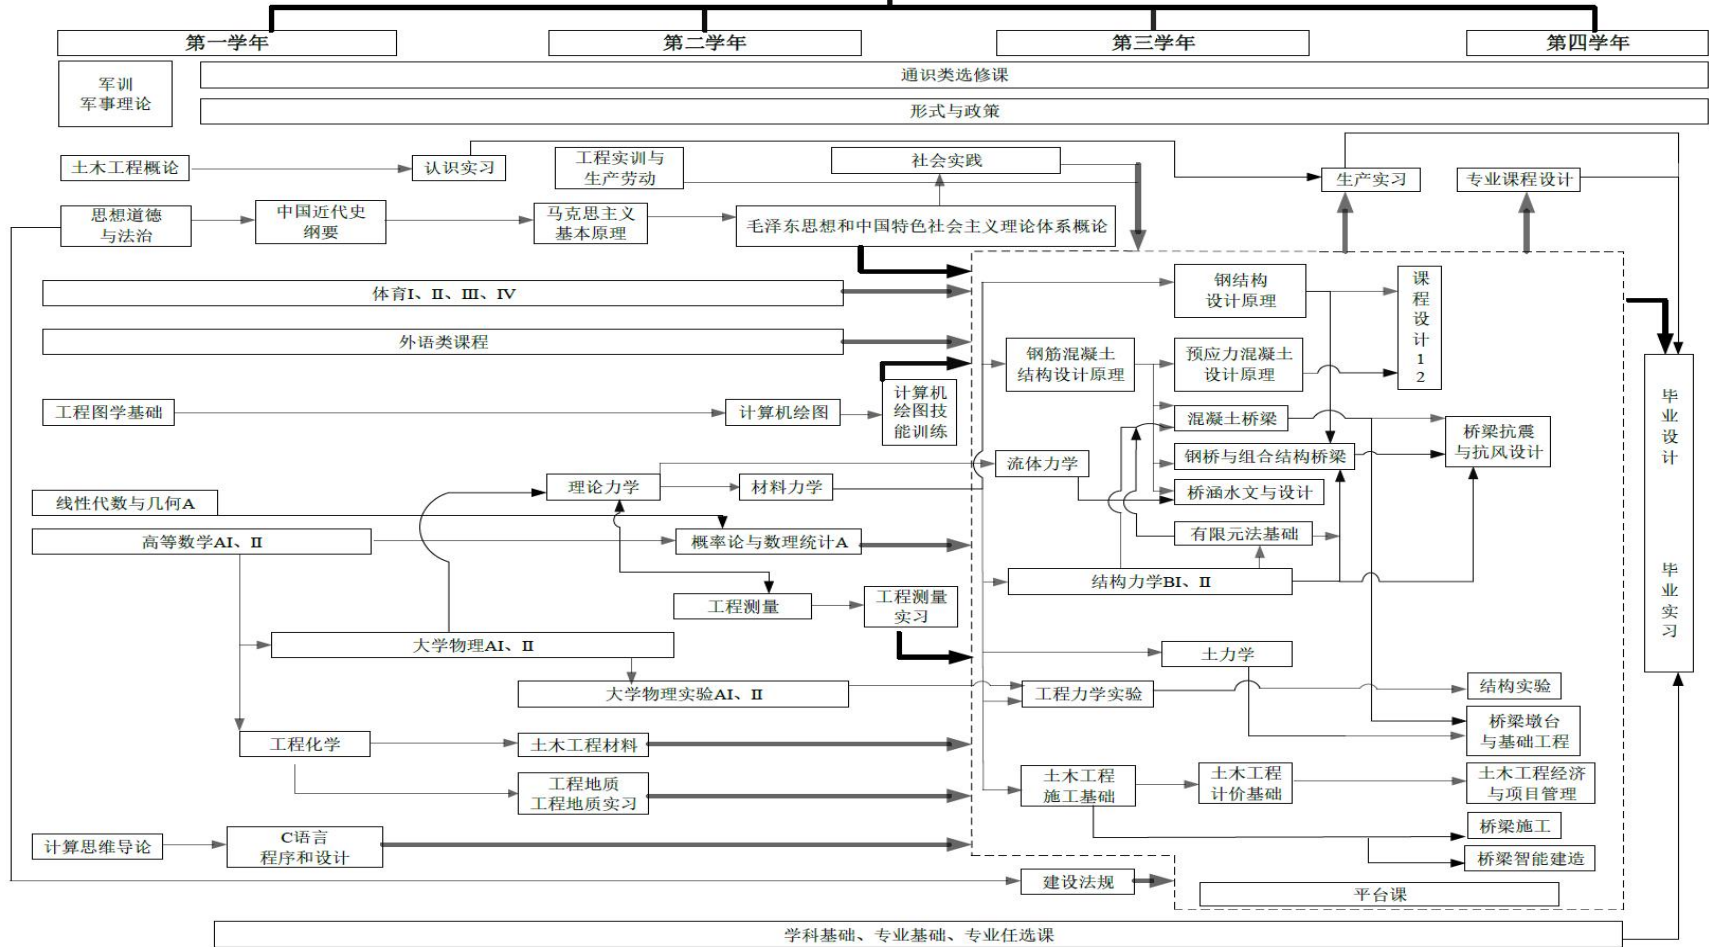 第一学年
第二学年
第三学年
第四学年
军训
军事理论
通识类选修课
形式与政策
土木工程概论
认识实习
工程实训与
生产劳动
社会实践
生产实习
专业课程设计
思想道德
与法治
中国近代史
纲要
马克思主义
基本原理
毛泽东思想和中国特色社会主义理论体系概论
体育I、II、III、IV
钢结构
设计原理
课
程
设
计
1
2
外语类课程
钢筋混凝土
结构设计原理
预应力混凝土
设计原理
工程图学基础
计算机绘图
计算机
绘图技
能训练
混凝土桥梁
桥梁抗震
与抗风设计
毕
业
设
计
毕
业
实
习
流体力学
钢桥与组合结构桥梁
理论力学
材料力学
桥涵水文与设计
线性代数与几何A
高等数学AI、II
概率论与数理统计A
有限元法基础
结构力学BI、II
工程测量
工程测量
实习
大学物理AI、II
土力学
大学物理实验AI、II
工程力学实验
结构实验
桥梁墩台
与基础工程
工程化学
土木工程材料
工程地质
工程地质实习
土木工程
施工基础
土木工程
计价基础
土木工程经济
与项目管理
计算思维导论
C语言
程序和设计
桥梁施工
桥梁智能建造
建设法规
平台课
学科基础、专业基础、专业任选课